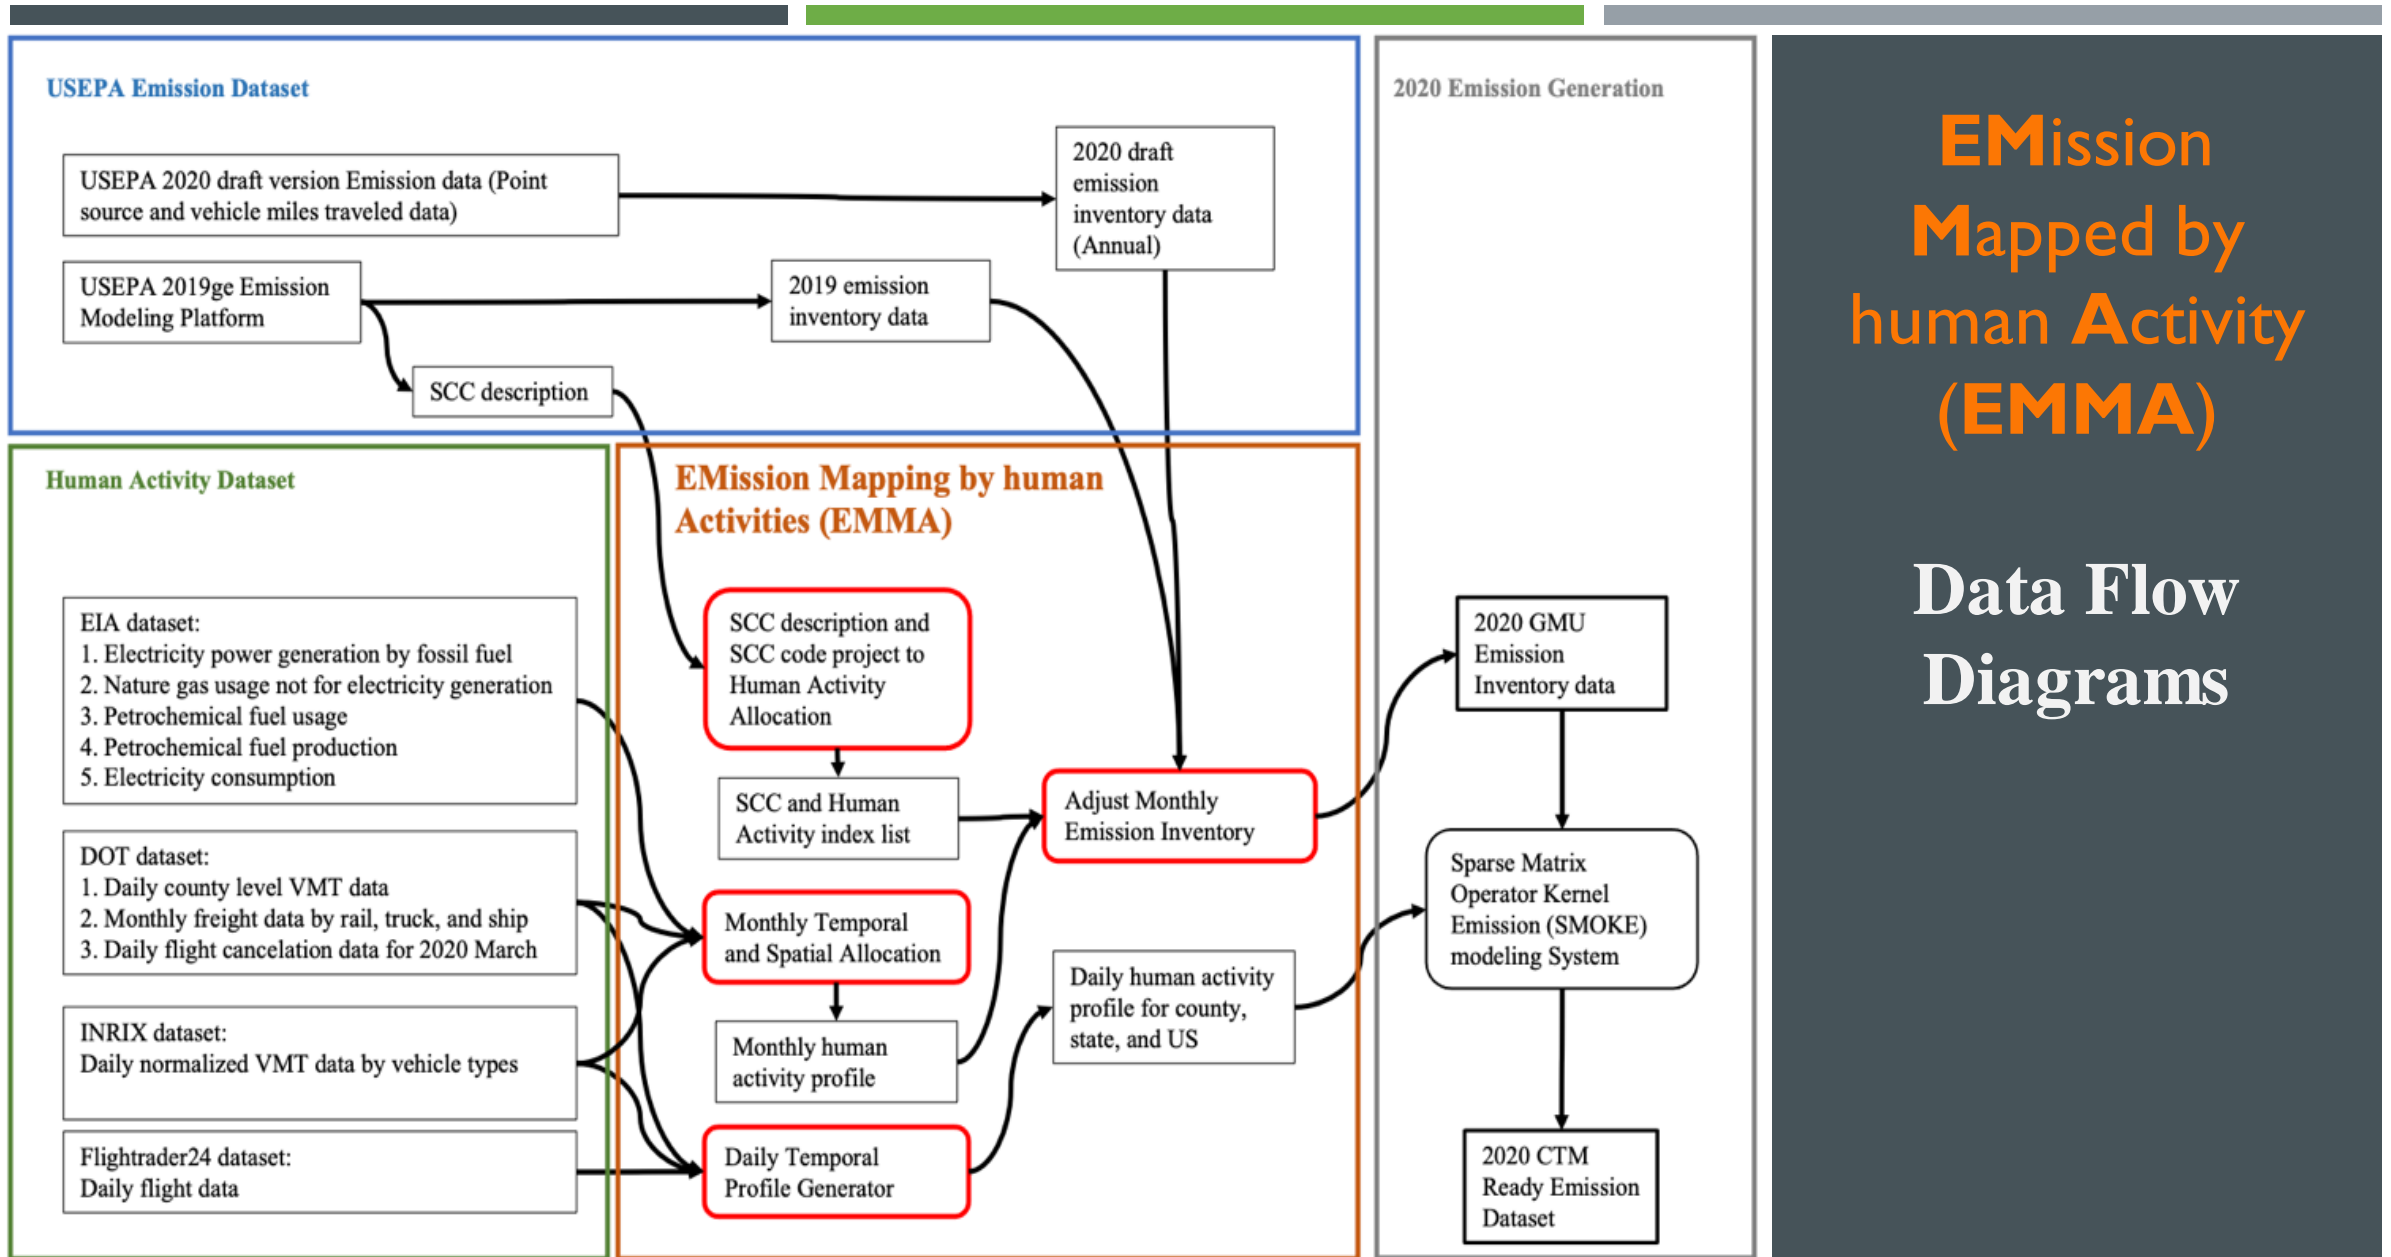 USEPA Emission Dataset
USEPA 2020 draft version Emission data (Point
source and vehicle miles traveled data)
2020 draft
emission
inventory data
(Annual)
USEPA 2019ge Emission
Modeling Platform
2019 emission
inventory data
SCC description
Human Activity Dataset
EIA dataset:
1. Electricity power generation by fossil fuel
2. Nature gas usage not for electricity generation
3. Petrochemical fuel usage
4. Petrochemical fuel production
5. Electricity consumption
DOT dataset:
1. Daily county level VMT data
2. Monthly freight data by rail, truck, and ship
3. Daily flight cancelation data for 2020 March
INRIX dataset:
Daily normalized VMT data by vehicle types
Flightrader24 dataset:
Daily flight data
EMission Mapping by human
Activities (EMMA)
SCC description and
SCC code project to
Human Activity
Allocation
SCC and Human
Activity index list
Monthly Temporal
and Spatial Allocation
Monthly human
activity profile
Daily Temporal
Profile Generator
Adjust Monthly
Emission Inventory
Daily human activity
profile for county,
state, and US
2020 Emission Generation
2020 GMU
Emission
Inventory data
Sparse Matrix
Operator Kernel
Emission (SMOKE)
modeling System
2020 CTM
Ready Emission
Dataset
EMission
Mapped by
human Activity
(EMMA)
Data Flow
Diagrams